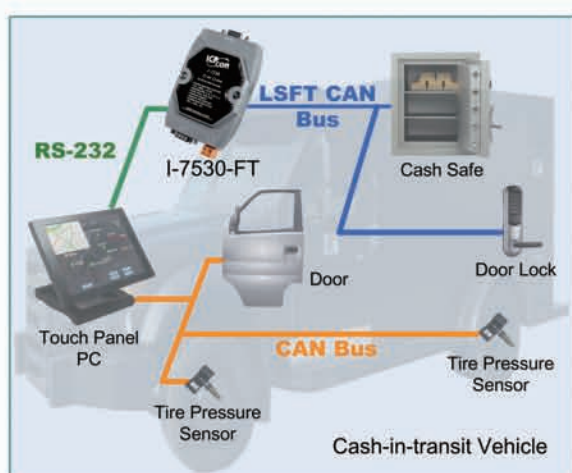 LSFT CAN
Bus
RS-232
I-7530-FT
Cash Safe
Door
Door Lock
Touch Panel
PC
CAN Bus
Tire Pressure
Sensor
Tire Pressure
Sensor
Cash-in-transit Vehicle